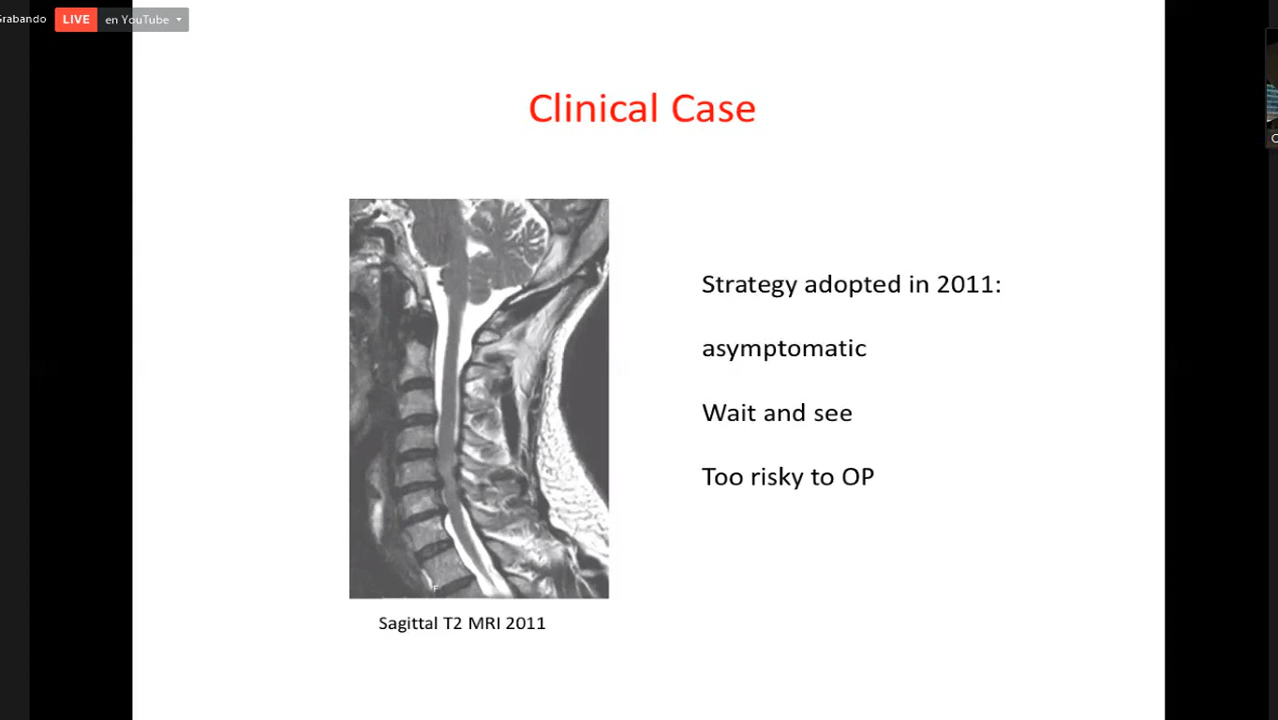 Grabando
LIVE en YouTube
Clinical Case
Strategy adopted in 2011:
asymptomatic
Wait and see
Too risky to OP
Sagittal T2 MRI 2011